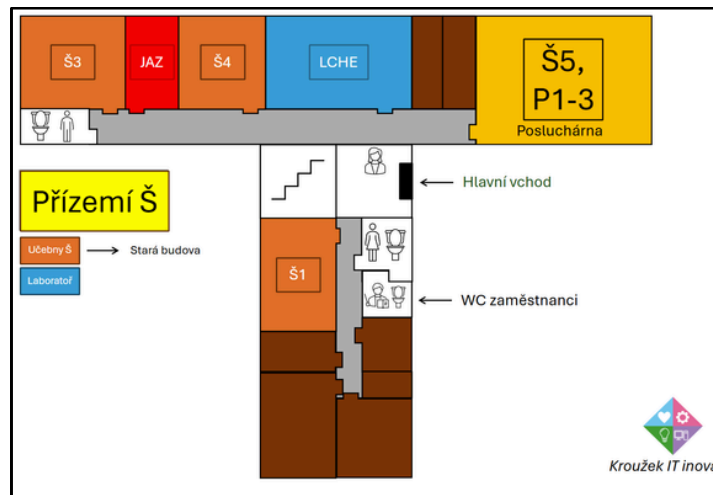 Š3
JAZ
Š4
LCHE
Š5,
P1-3
Posluchárna
Hlavní vchod
Přízemí Š
Učebny Š
Stará budova
Laboratoř
Š1
WC zaměstnanci
Kroužek IT inova